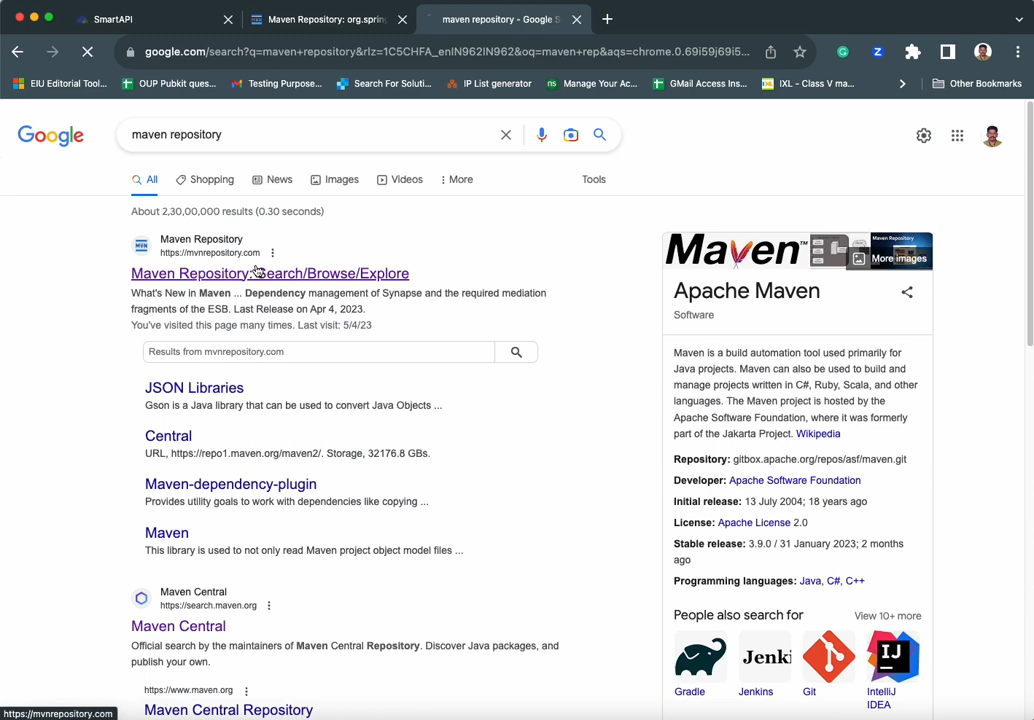 SmartAPI
Maven Repository: org.spring
maven repository - Google S
google.com/search?q=maven+repository&rlz=1C5CHFA_enIN962IN962&oq=maven+rep&aqs=chrome.0.69i59j69i5...
EIU Editorial Tool...
OUP Pubkit ques...
Testing Purpose...
Search For Soluti...
IP List generator
Manage Your Ac...
GMail Access Ins...
IXL - Class V ma...
Other Bookmarks
Google
maven repository
All
Shopping
News
Images
Videos
More
Tools
About 2,30,00,000 results (0.30 seconds)
MVN
Maven Repository
https://mvnrepository.com
Maven Repository: Search/Browse/Explore
What's New in Maven ... Dependency management of Synapse and the required mediation
fragments of the ESB. Last Release on Apr 4, 2023.
You've visited this page many times. Last visit: 5/4/23
Results from mvnrepository.com
JSON Libraries
Gson is a Java library that can be used to convert Java Objects ...
Central
URL, https://repo1.maven.org/maven2/. Storage, 32176.8 GBs.
Maven-dependency-plugin
Provides utility goals to work with dependencies like copying ...
Maven
This library is used to not only read Maven project object model files ...
Maven Central
https://search.maven.org
Maven Central
Official search by the maintainers of Maven Central Repository. Discover Java packages, and
publish your own.
https://www.maven.org
Maven Central Repository
Maven™
Maven Repository
More images
Apache Maven
Software
Maven is a build automation tool used primarily for
Java projects. Maven can also be used to build and
manage projects written in C#, Ruby, Scala, and other
languages. The Maven project is hosted by the
Apache Software Foundation, where it was formerly
part of the Jakarta Project. Wikipedia
Repository: gitbox.apache.org/repos/asf/maven.git
Developer: Apache Software Foundation
Initial release: 13 July 2004; 18 years ago
License: Apache License 2.0
Stable release: 3.9.0 / 31 January 2023; 2 months
ago
Programming languages: Java, C#, C++
People also search for
View 10+ more
Jenki
IJ
Gradle
Jenkins
Git
IntelliJ
IDEA
https://mvnrepository.com